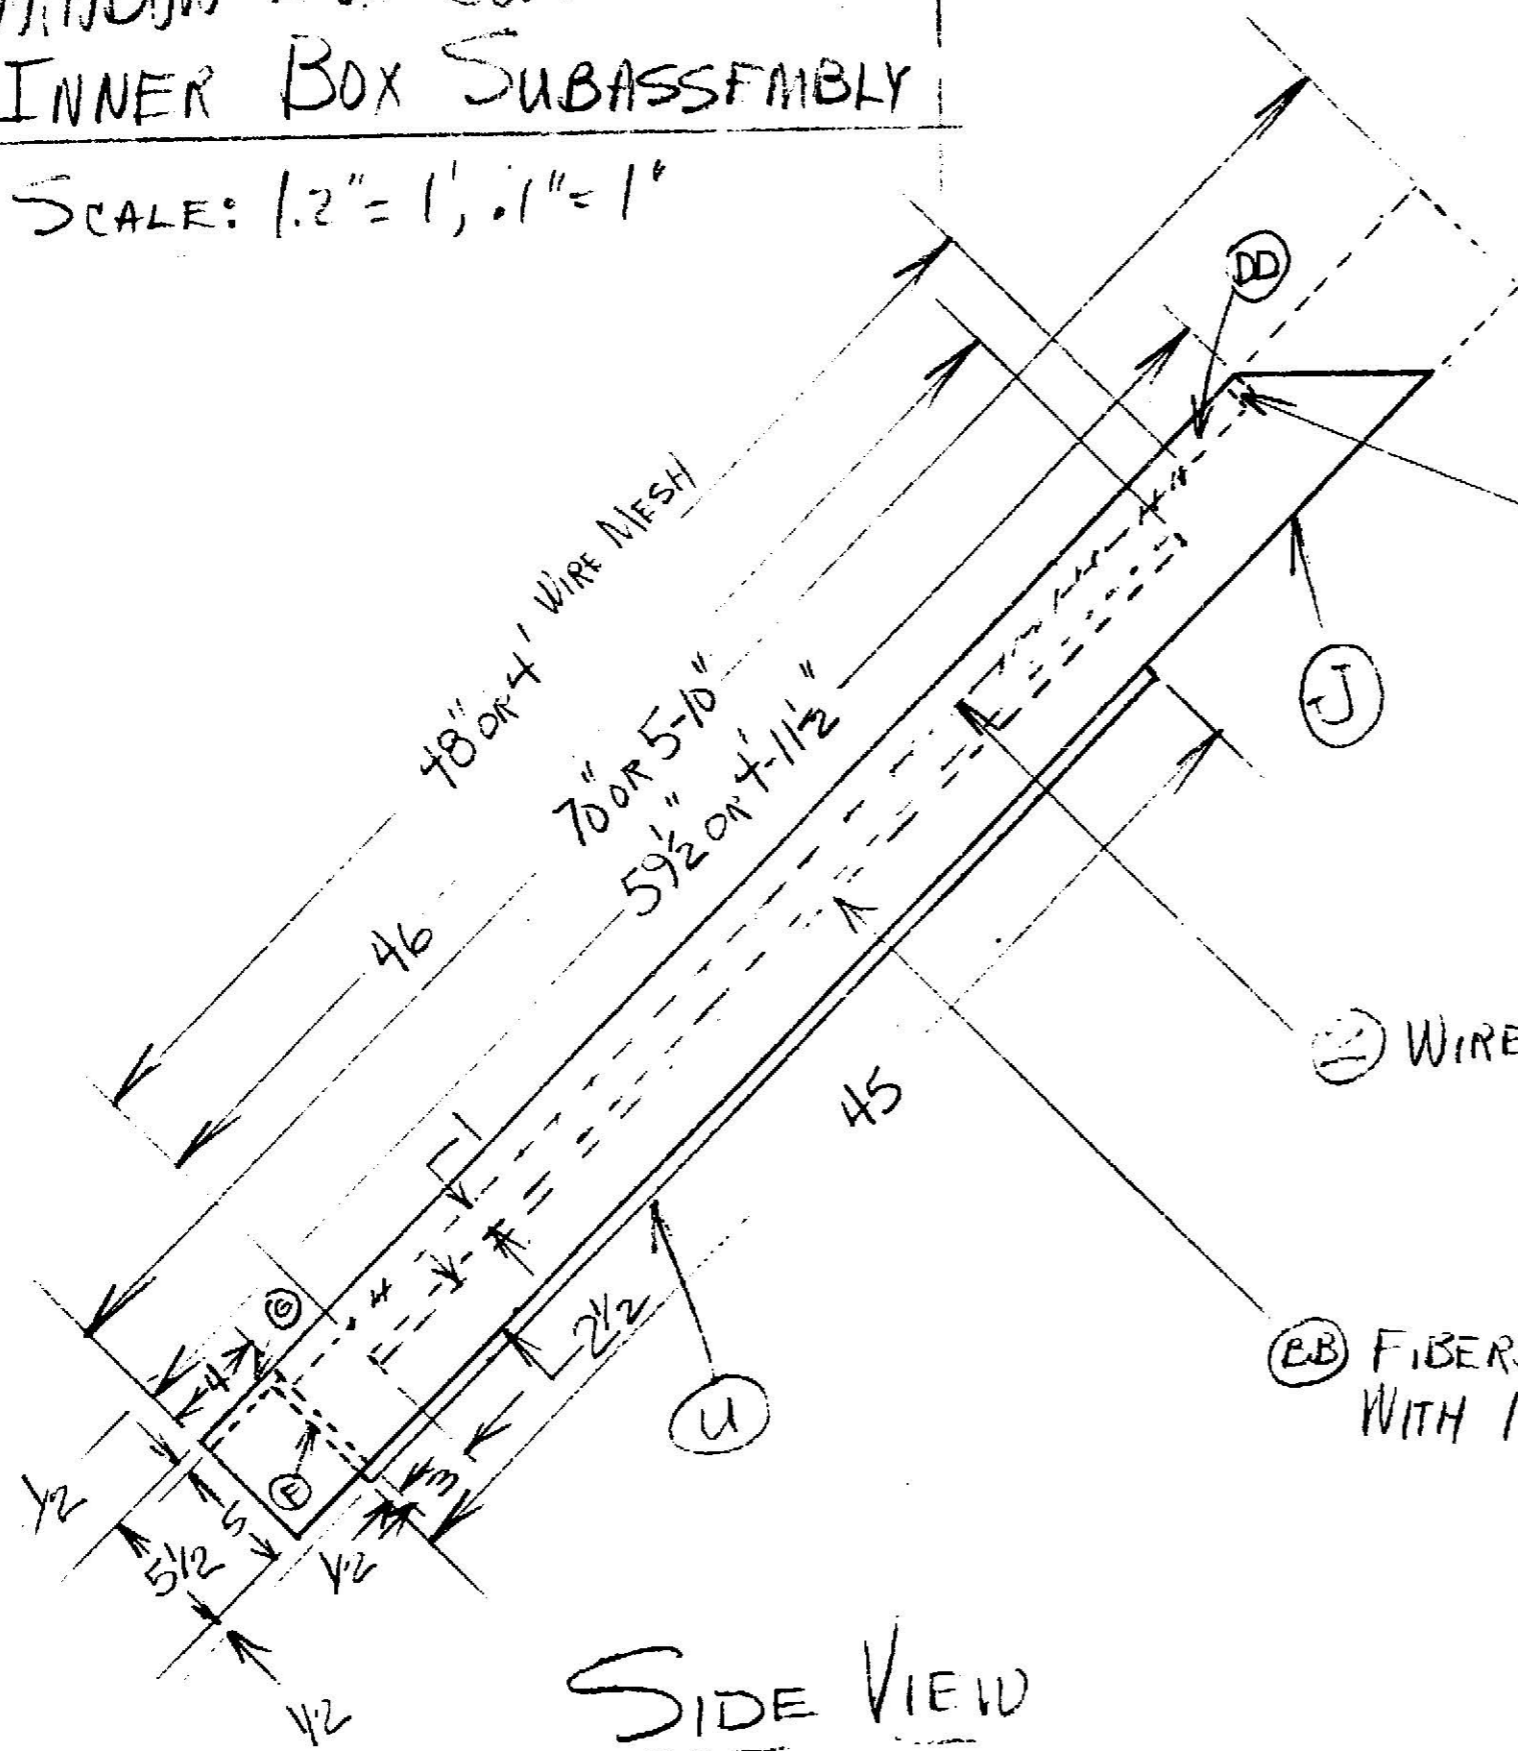 INNER BOX SUBASSEMBLY
SCALE: 1.2" = 1', .1" = 1"
DD
48" OR 4' WIRE MESH
70" OR 5'-10"
59½" OR 4'-11½"
J
46
WIRE
45
1
G
4
2½
U
BB FIBER
WITH 1
F
3
½
5
5½
½
½
SIDE VIEW